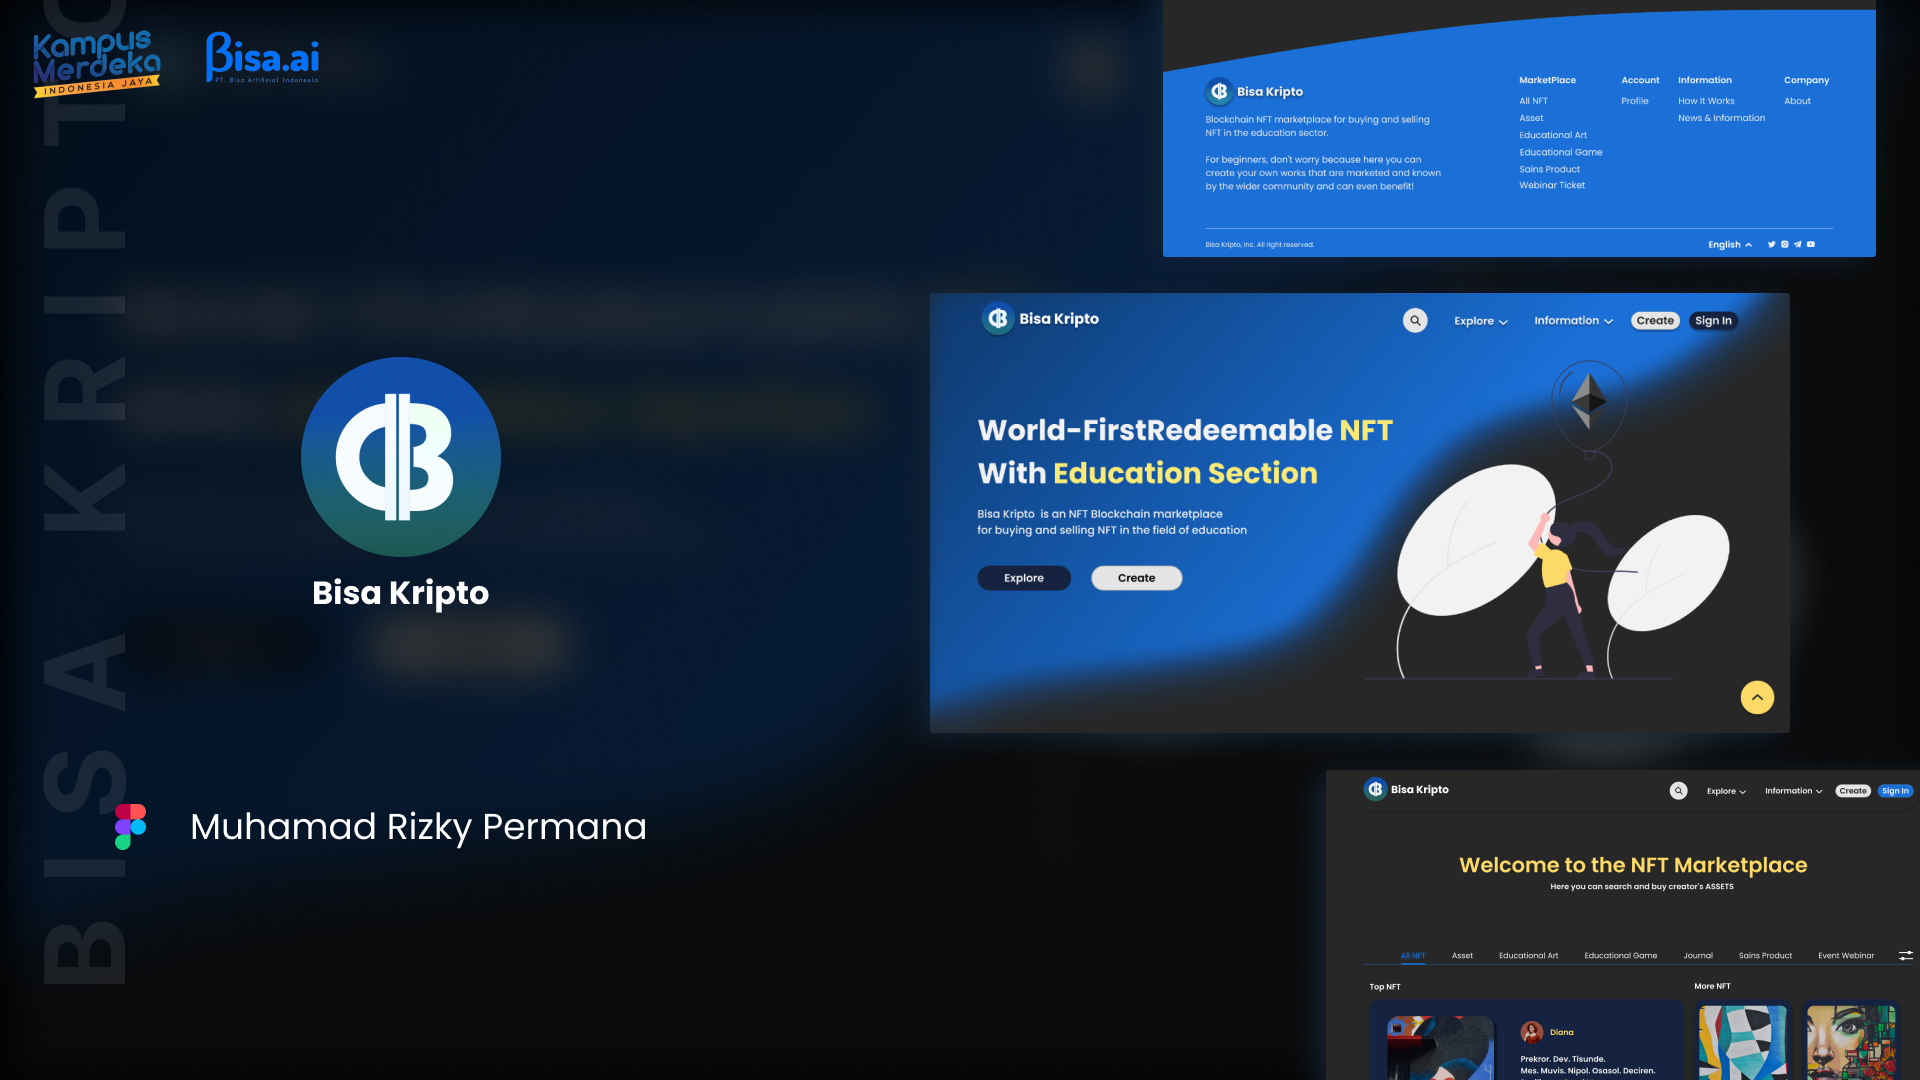 Kampus
Merdeka
INDONESIA JAYA
Bisa.ai
PT. Bisa Artifisial Indonesia
BISA KRIPTO
Bisa Kripto
Muhamad Rizky Permana
Bisa Kripto
Blockchain NFT marketplace for buying and selling
NFT in the education sector.
For beginners, don't worry because here you can
create your own works that are marketed and known
by the wider community and can even benefit!
MarketPlace
All NFT
Asset
Educational Art
Educational Game
Sains Product
Webinar Ticket
Account
Profile
Information
How It Works
News & Information
Company
About
Bisa Kripto, Inc. All right reserved.
English
Bisa Kripto
Explore
Information
Create
Sign In
World-FirstRedeemable NFT
With Education Section
Bisa Kripto is an NFT Blockchain marketplace
for buying and selling NFT in the field of education
Explore
Create
Bisa Kripto
Explore
Information
Create
Sign In
Welcome to the NFT Marketplace
Here you can search and buy creator's ASSETS
All NFT
Asset
Educational Art
Educational Game
Journal
Sains Product
Event Webinar
Top NFT
More NFT
Diana
Prekror. Dev. Tisunde.
Mes. Muvis. Nipol. Osasol. Deciren.